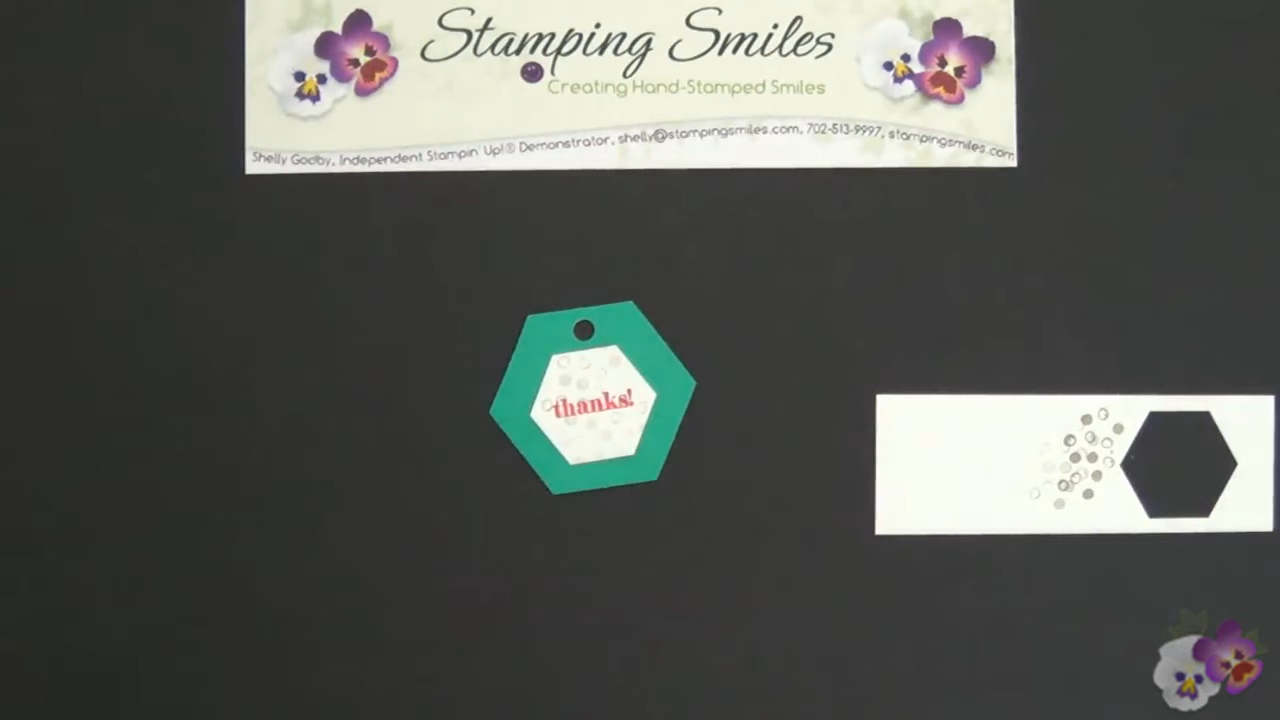 Stamping Smiles
Creating Hand-Stamped Smiles
Shelly Godby, Independent Stampin' Up!® Demonstrator, shelly@stampingsmiles.com, 702-513-9997, stampingsmiles.com
thanks!